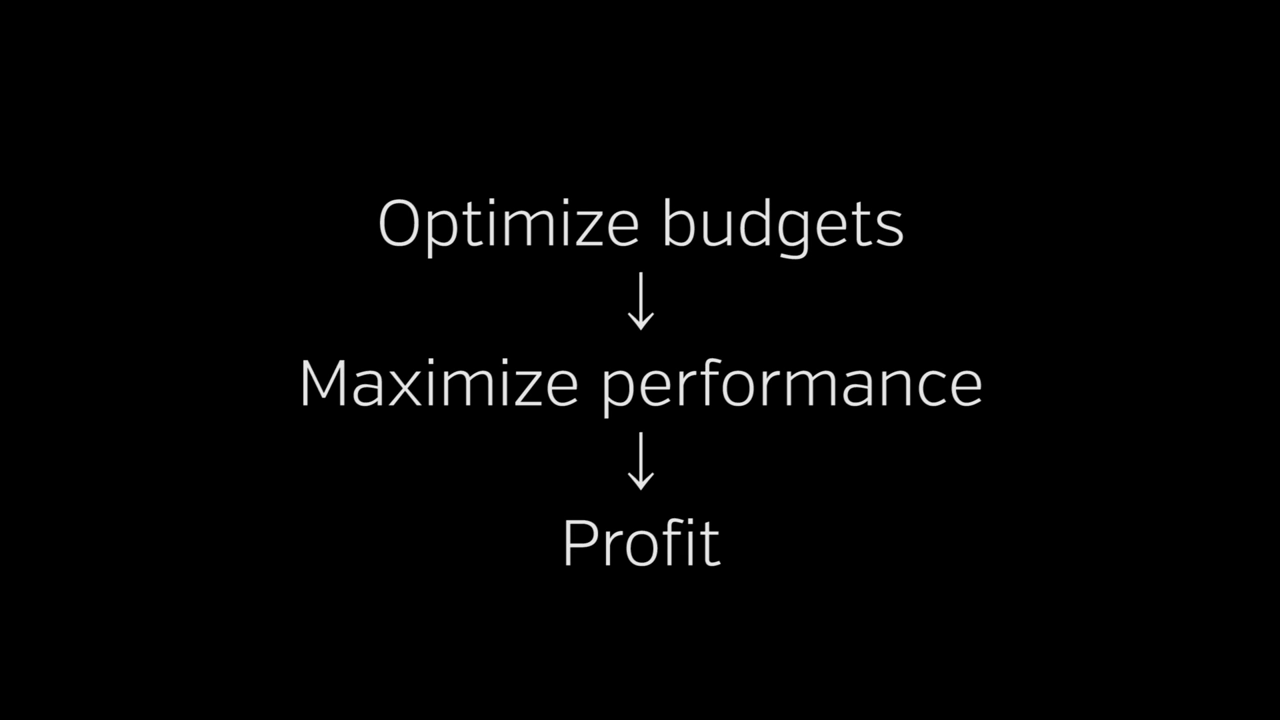 Optimize budgets
↓
Maximize performance
↓
Profit